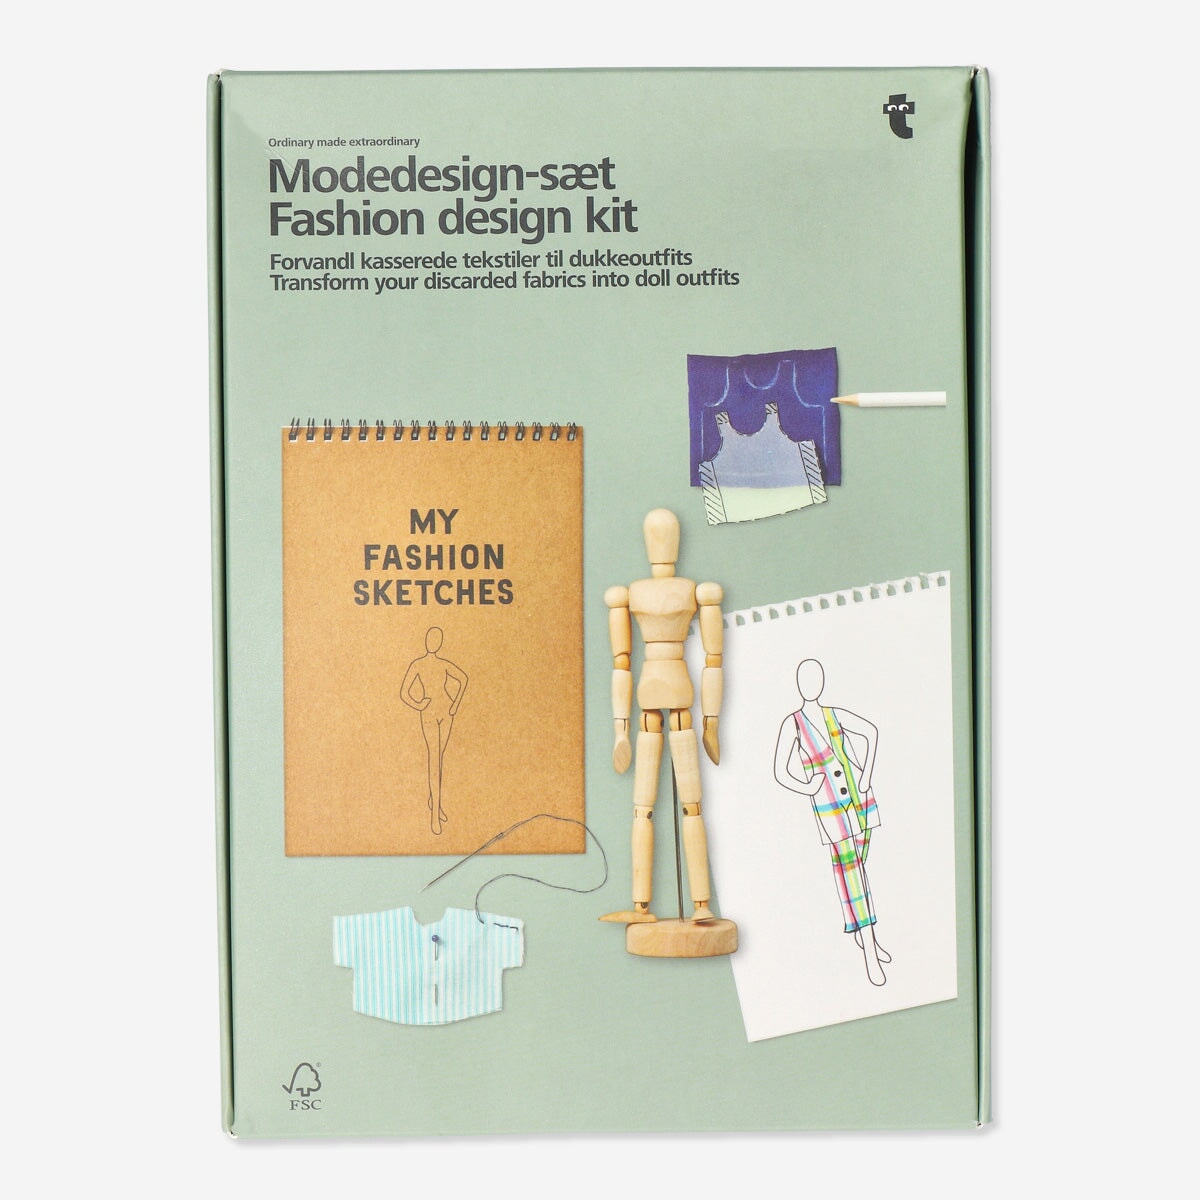 Ordinary made extraordinary
Modedesign-sæt
Fashion design kit
Forvandl kasserede tekstiler til dukkeoutfits
Transform your discarded fabrics into doll outfits
MY
FASHION
SKETCHES
FSC